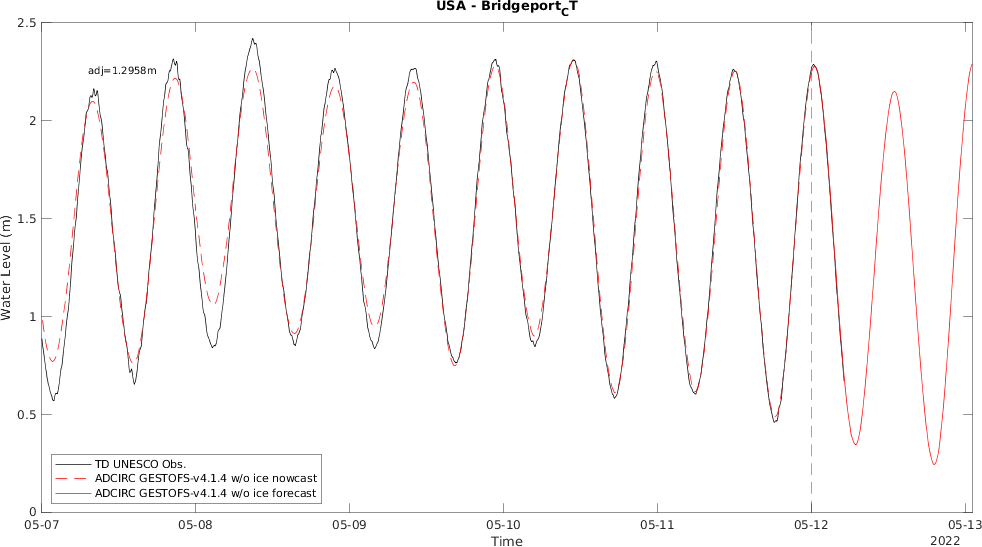 USA - Bridgeport_CT
2.5
adj=1.2958m
2
1.5
Water Level (m)
1
0.5
TD UNESCO Obs.
ADCIRC GESTOFS-v4.1.4 w/o ice nowcast
ADCIRC GESTOFS-v4.1.4 w/o ice forecast
0
05-07 05-08 05-09 05-10 05-11 05-12 05-13
Time 2022